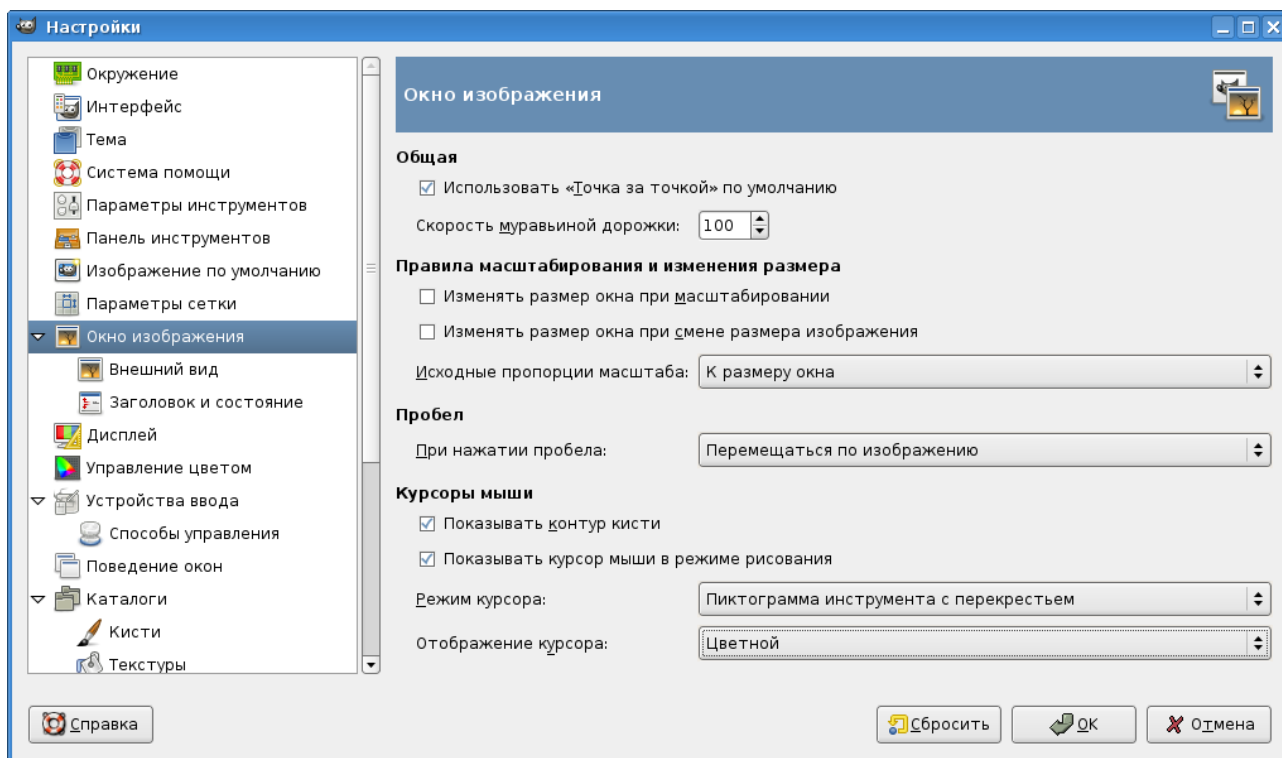 Настройки
Окружение
Интерфейс
Тема
Система помощи
Параметры инструментов
Панель инструментов
Изображение по умолчанию
Параметры сетки
Окно изображения
Внешний вид
Заголовок и состояние
Дисплей
Управление цветом
Устройства ввода
Способы управления
Поведение окон
Каталоги
Кисти
Текстуры
Окно изображения
Общая
Использовать «Точка за точкой» по умолчанию
Скорость муравьиной дорожки: 100
Правила масштабирования и изменения размера
Изменять размер окна при масштабировании
Изменять размер окна при смене размера изображения
Исходные пропорции масштаба: К размеру окна
Пробел
При нажатии пробела: Перемещаться по изображению
Курсоры мыши
Показывать контур кисти
Показывать курсор мыши в режиме рисования
Режим курсора: Пиктограмма инструмента с перекрестьем
Отображение курсора: Цветной
Справка Сбросить OK Отмена